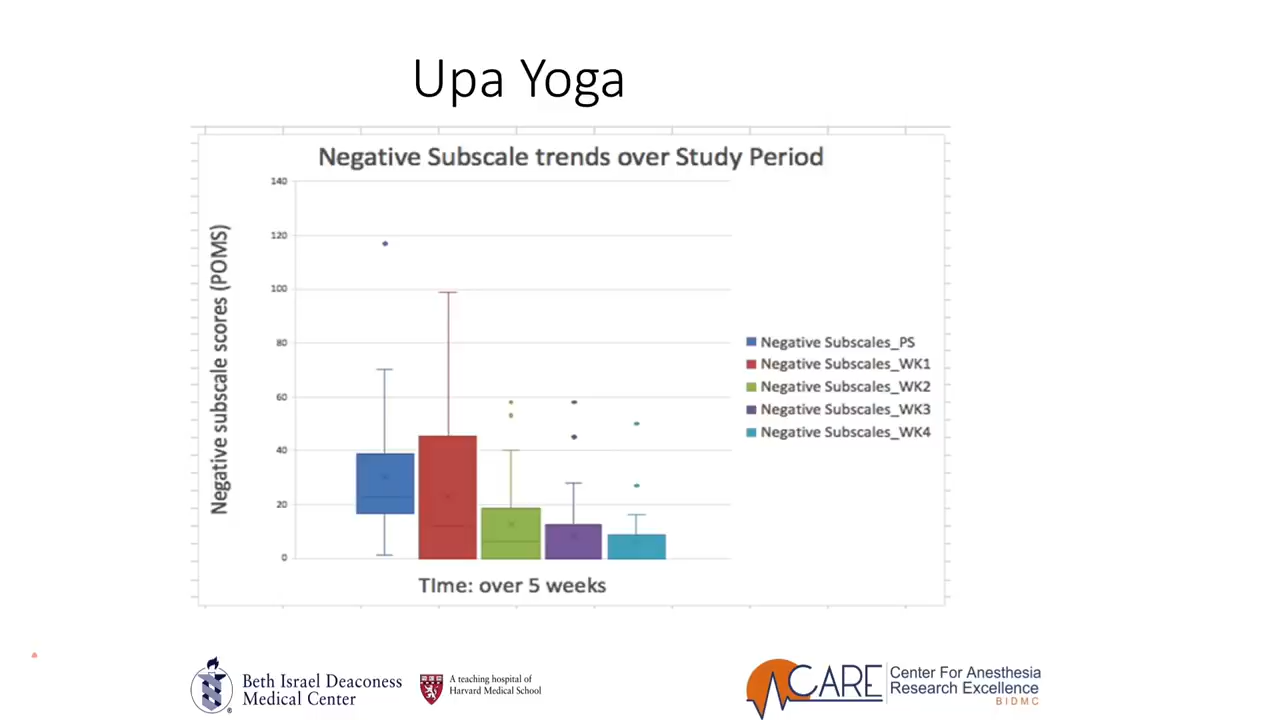 Upa Yoga
Negative Subscale trends over Study Period
Negative subscale scores (POMS)
140
120
100
80
60
40
20
0
TIme: over 5 weeks
Negative Subscales_PS
Negative Subscales_WK1
Negative Subscales_WK2
Negative Subscales_WK3
Negative Subscales_WK4
Beth Israel Deaconess
Medical Center
®
A teaching hospital of
Harvard Medical School
CARE
Center For Anesthesia
Research Excellence
BIDMC